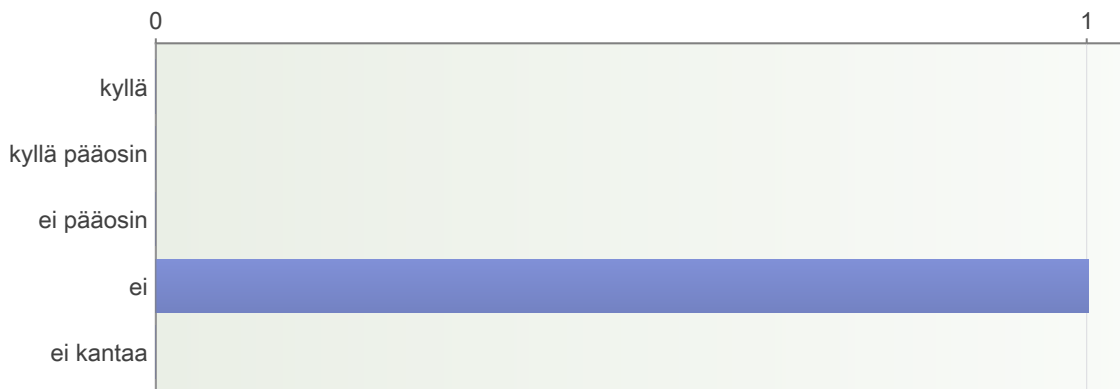 0 1
kyllä
kyllä pääosin
ei pääosin
ei
ei kantaa